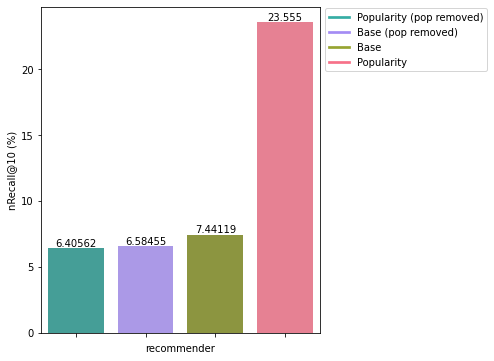 23.555
Popularity (pop removed)
Base (pop removed)
Base
Popularity
20
15
nRecall@10 (%)
10
7.44119
6.40562
6.58455
5
0
recommender